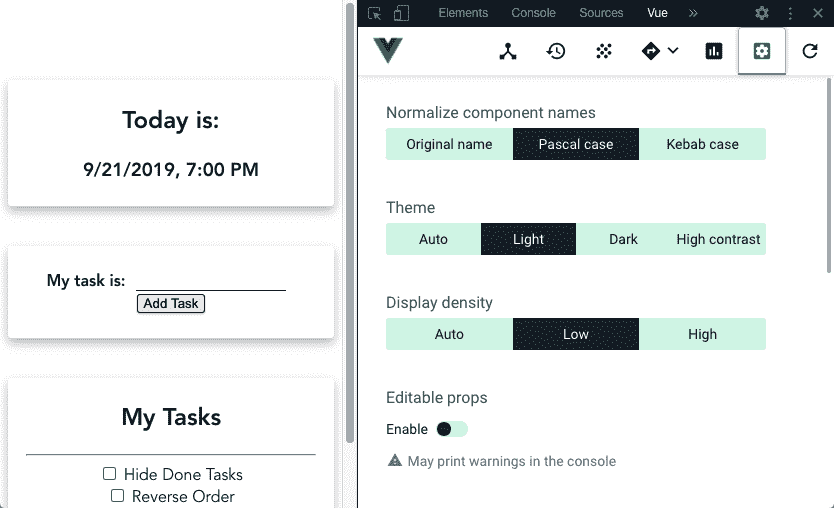 Today is:
9/21/2019, 7:00 PM
My task is:
Add Task
My Tasks
Hide Done Tasks
Reverse Order
Elements Console Sources Vue »
Normalize component names
Original name Pascal case Kebab case
Theme
Auto Light Dark High contrast
Display density
Auto Low High
Editable props
Enable
May print warnings in the console